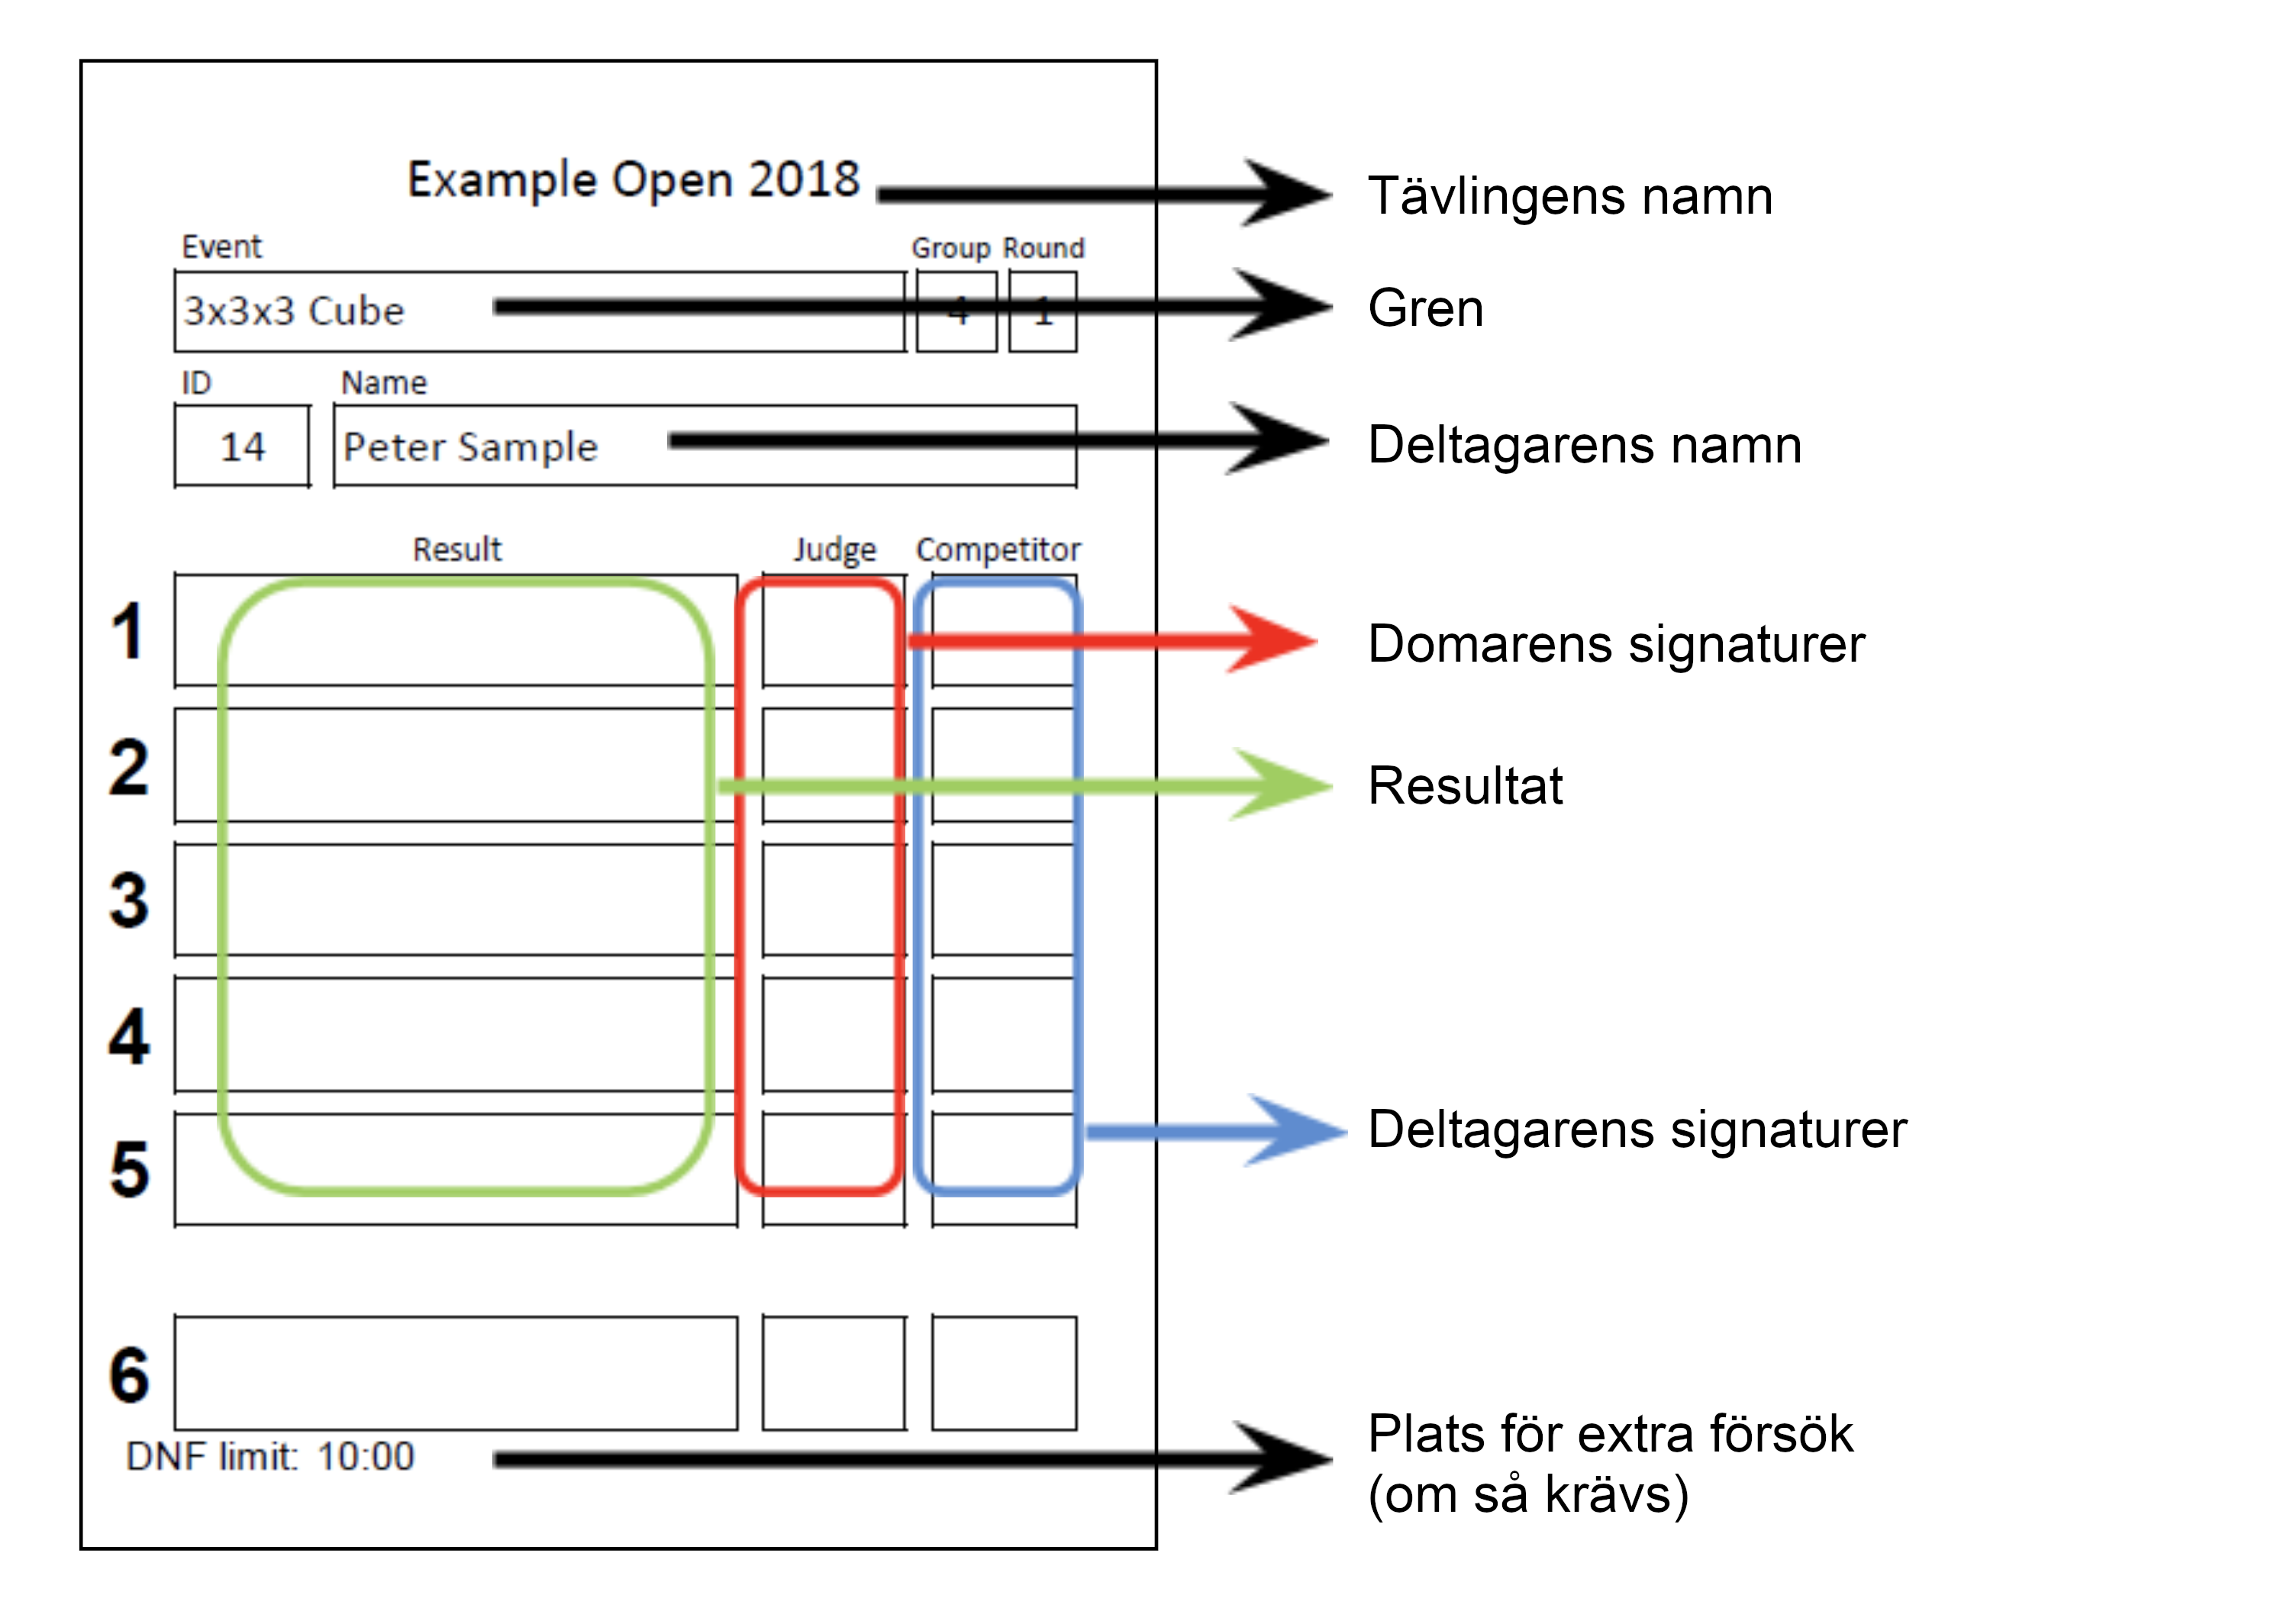 Example Open 2018
Tävlingens namn
Event Group Round
3x3x3 Cube 4 1
Gren
ID Name
14 Peter Sample
Deltagarens namn
Result Judge Competitor
1
Domarens signaturer
2
Resultat
3
4
5
Deltagarens signaturer
6
DNF limit: 10:00
Plats för extra försök
(om så krävs)